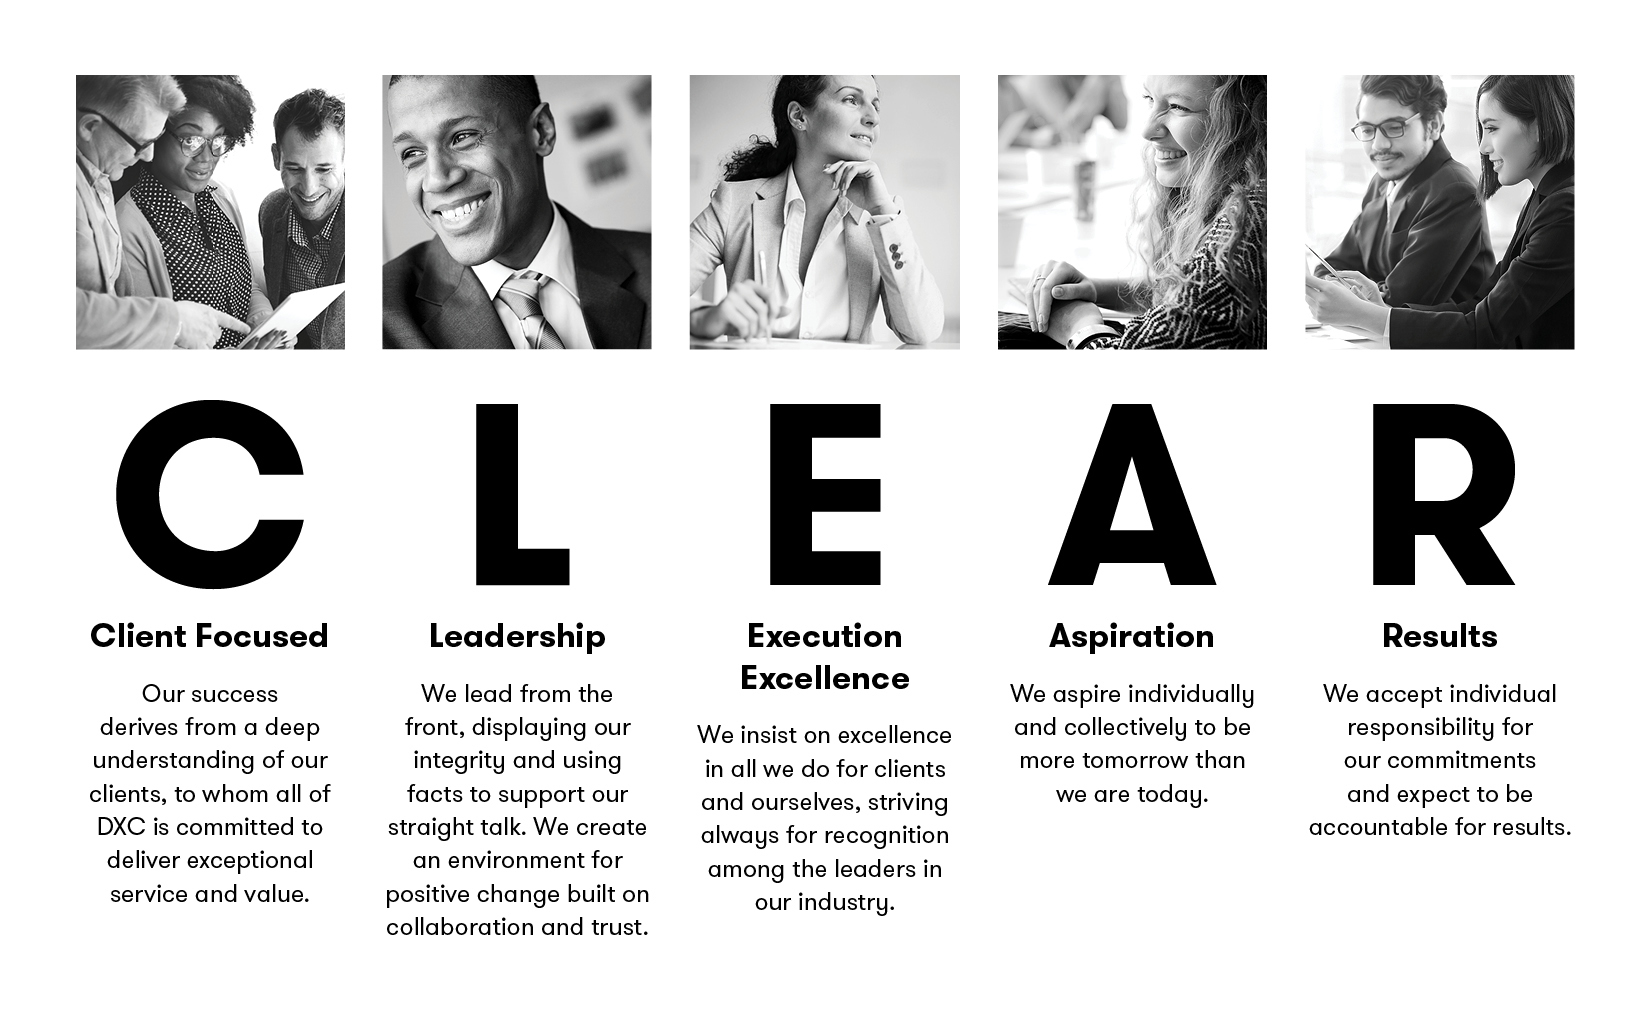 C L E A R
Client Focused
Our success
derives from a deep
understanding of our
clients, to whom all of
DXC is committed to
deliver exceptional
service and value.
Leadership
We lead from the
front, displaying our
integrity and using
facts to support our
straight talk. We create
an environment for
positive change built on
collaboration and trust.
Execution
Excellence
We insist on excellence
in all we do for clients
and ourselves, striving
always for recognition
among the leaders in
our industry.
Aspiration
We aspire individually
and collectively to be
more tomorrow than
we are today.
Results
We accept individual
responsibility for
our commitments
and expect to be
accountable for results.